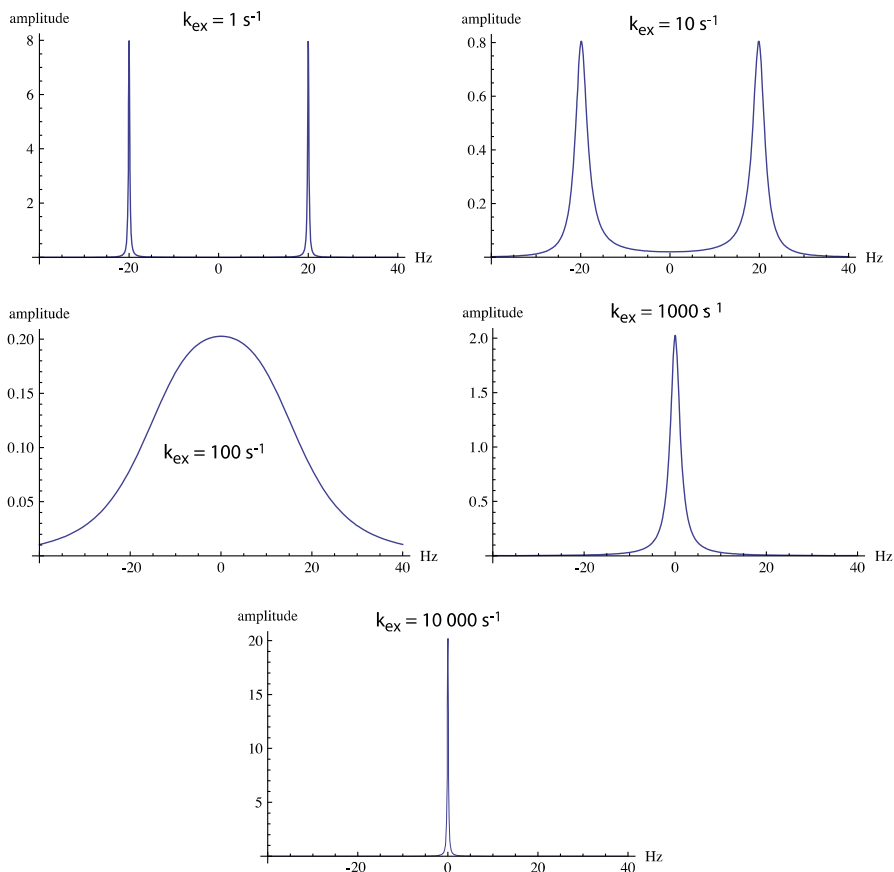 amplitude
k_ex = 1 s⁻¹
8
6
4
2
-20
0
20
40
Hz
amplitude
k_ex = 10 s⁻¹
0.8
0.6
0.4
0.2
-20
0
20
40
Hz
amplitude
0.20
0.15
0.10
0.05
k_ex = 100 s⁻¹
-20
0
20
40
Hz
amplitude
k_ex = 1000 s⁻¹
2.0
1.5
1.0
0.5
-20
0
20
40
Hz
amplitude
k_ex = 10 000 s⁻¹
20
15
10
5
-20
0
20
40
Hz